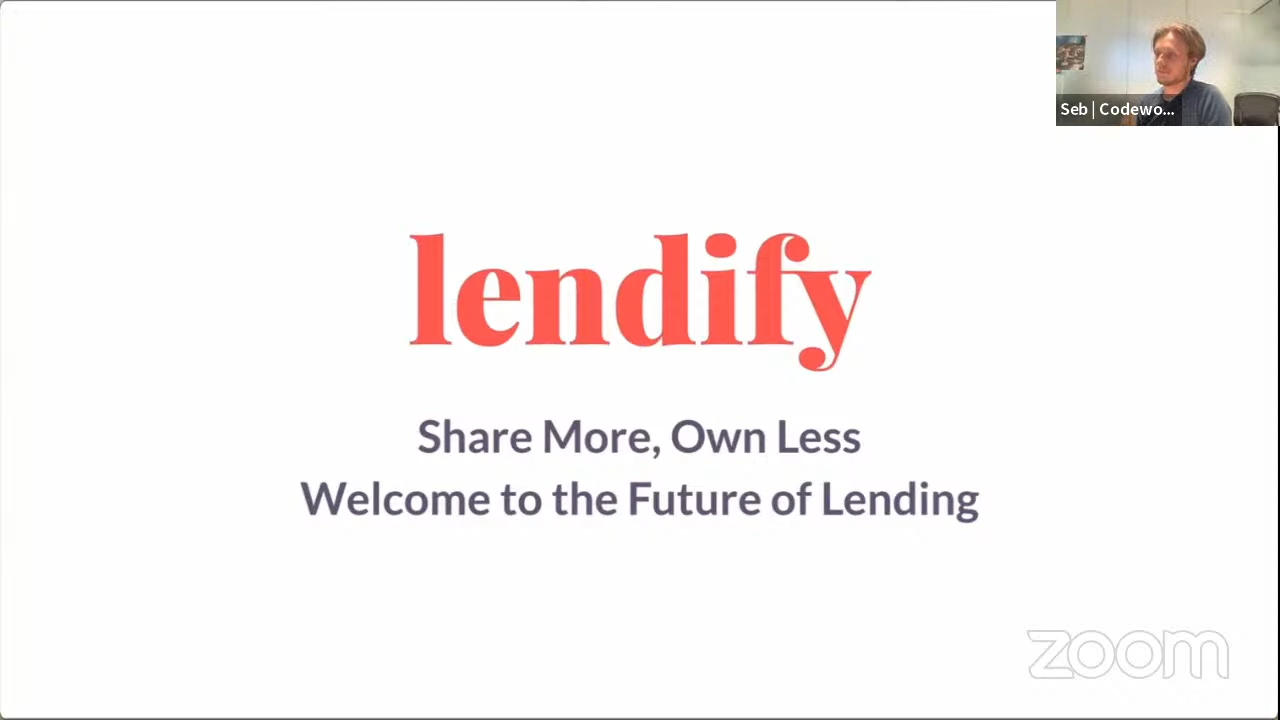 Seb | Codewo...
lendify
Share More, Own Less
Welcome to the Future of Lending
zoom